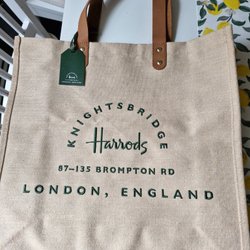 KNIGHTSBRIDGE
Harrods
87–135 BROMPTON RD
LONDON, ENGLAND